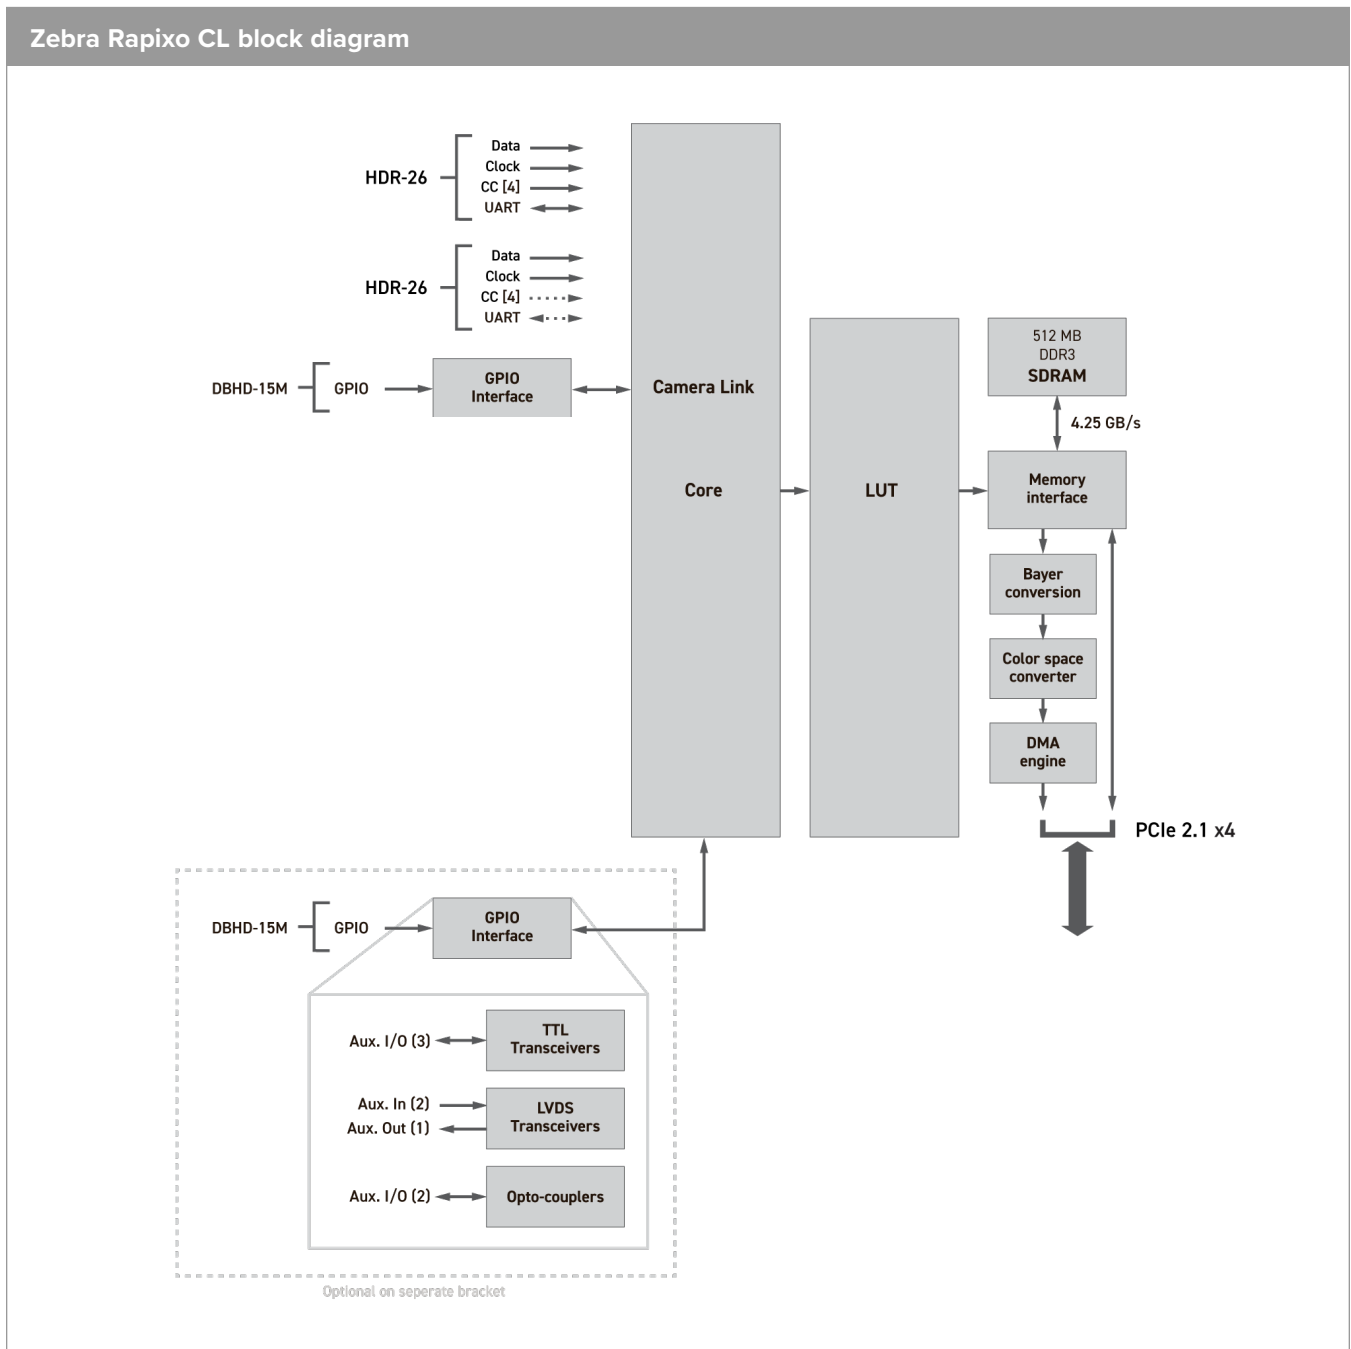 Zebra Rapixo CL block diagram
HDR-26
Data
Clock
CC [4]
UART
HDR-26
Data
Clock
CC [4]
UART
DBHD-15M
GPIO
GPIO
Interface
Camera Link
Core
LUT
512 MB
DDR3
SDRAM
4.25 GB/s
Memory
interface
Bayer
conversion
Color space
converter
DMA
engine
PCIe 2.1 x4
DBHD-15M
GPIO
GPIO
Interface
Aux. I/O (3)
TTL
Transceivers
Aux. In (2)
Aux. Out (1)
LVDS
Transceivers
Aux. I/O (2)
Opto-couplers
Optional on seperate bracket